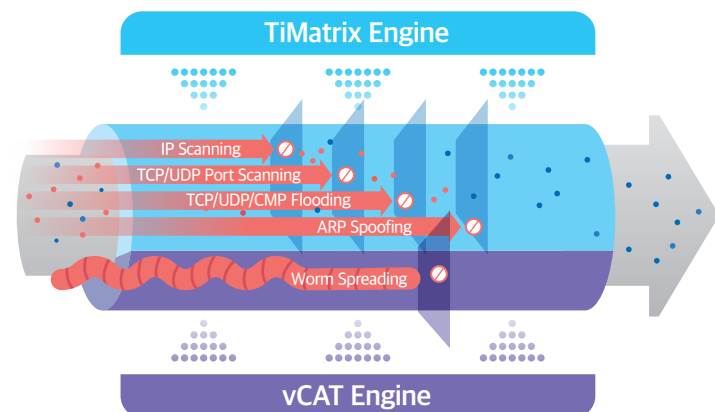 TiMatrix Engine
IP Scanning
TCP/UDP Port Scanning
TCP/UDP/CMP Flooding
ARP Spoofing
Worm Spreading
vCAT Engine